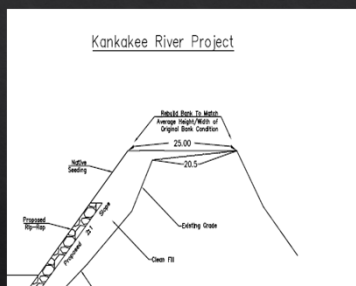 Kankakee River Project
Rebuild Bank To Match
Average Height/Width of
Original Bank Condition
25.00
20.5
Native
Seeding
Proposed
Rip-Rap
Proposed 2:1 Slope
Existing Grade
Clean Fill